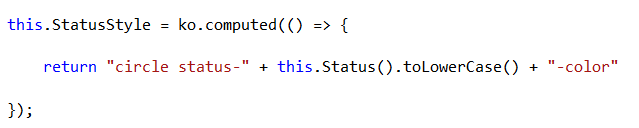 this.StatusStyle = ko.computed(() => {
    return "circle status-" + this.Status().toLowerCase() + "-color"
});